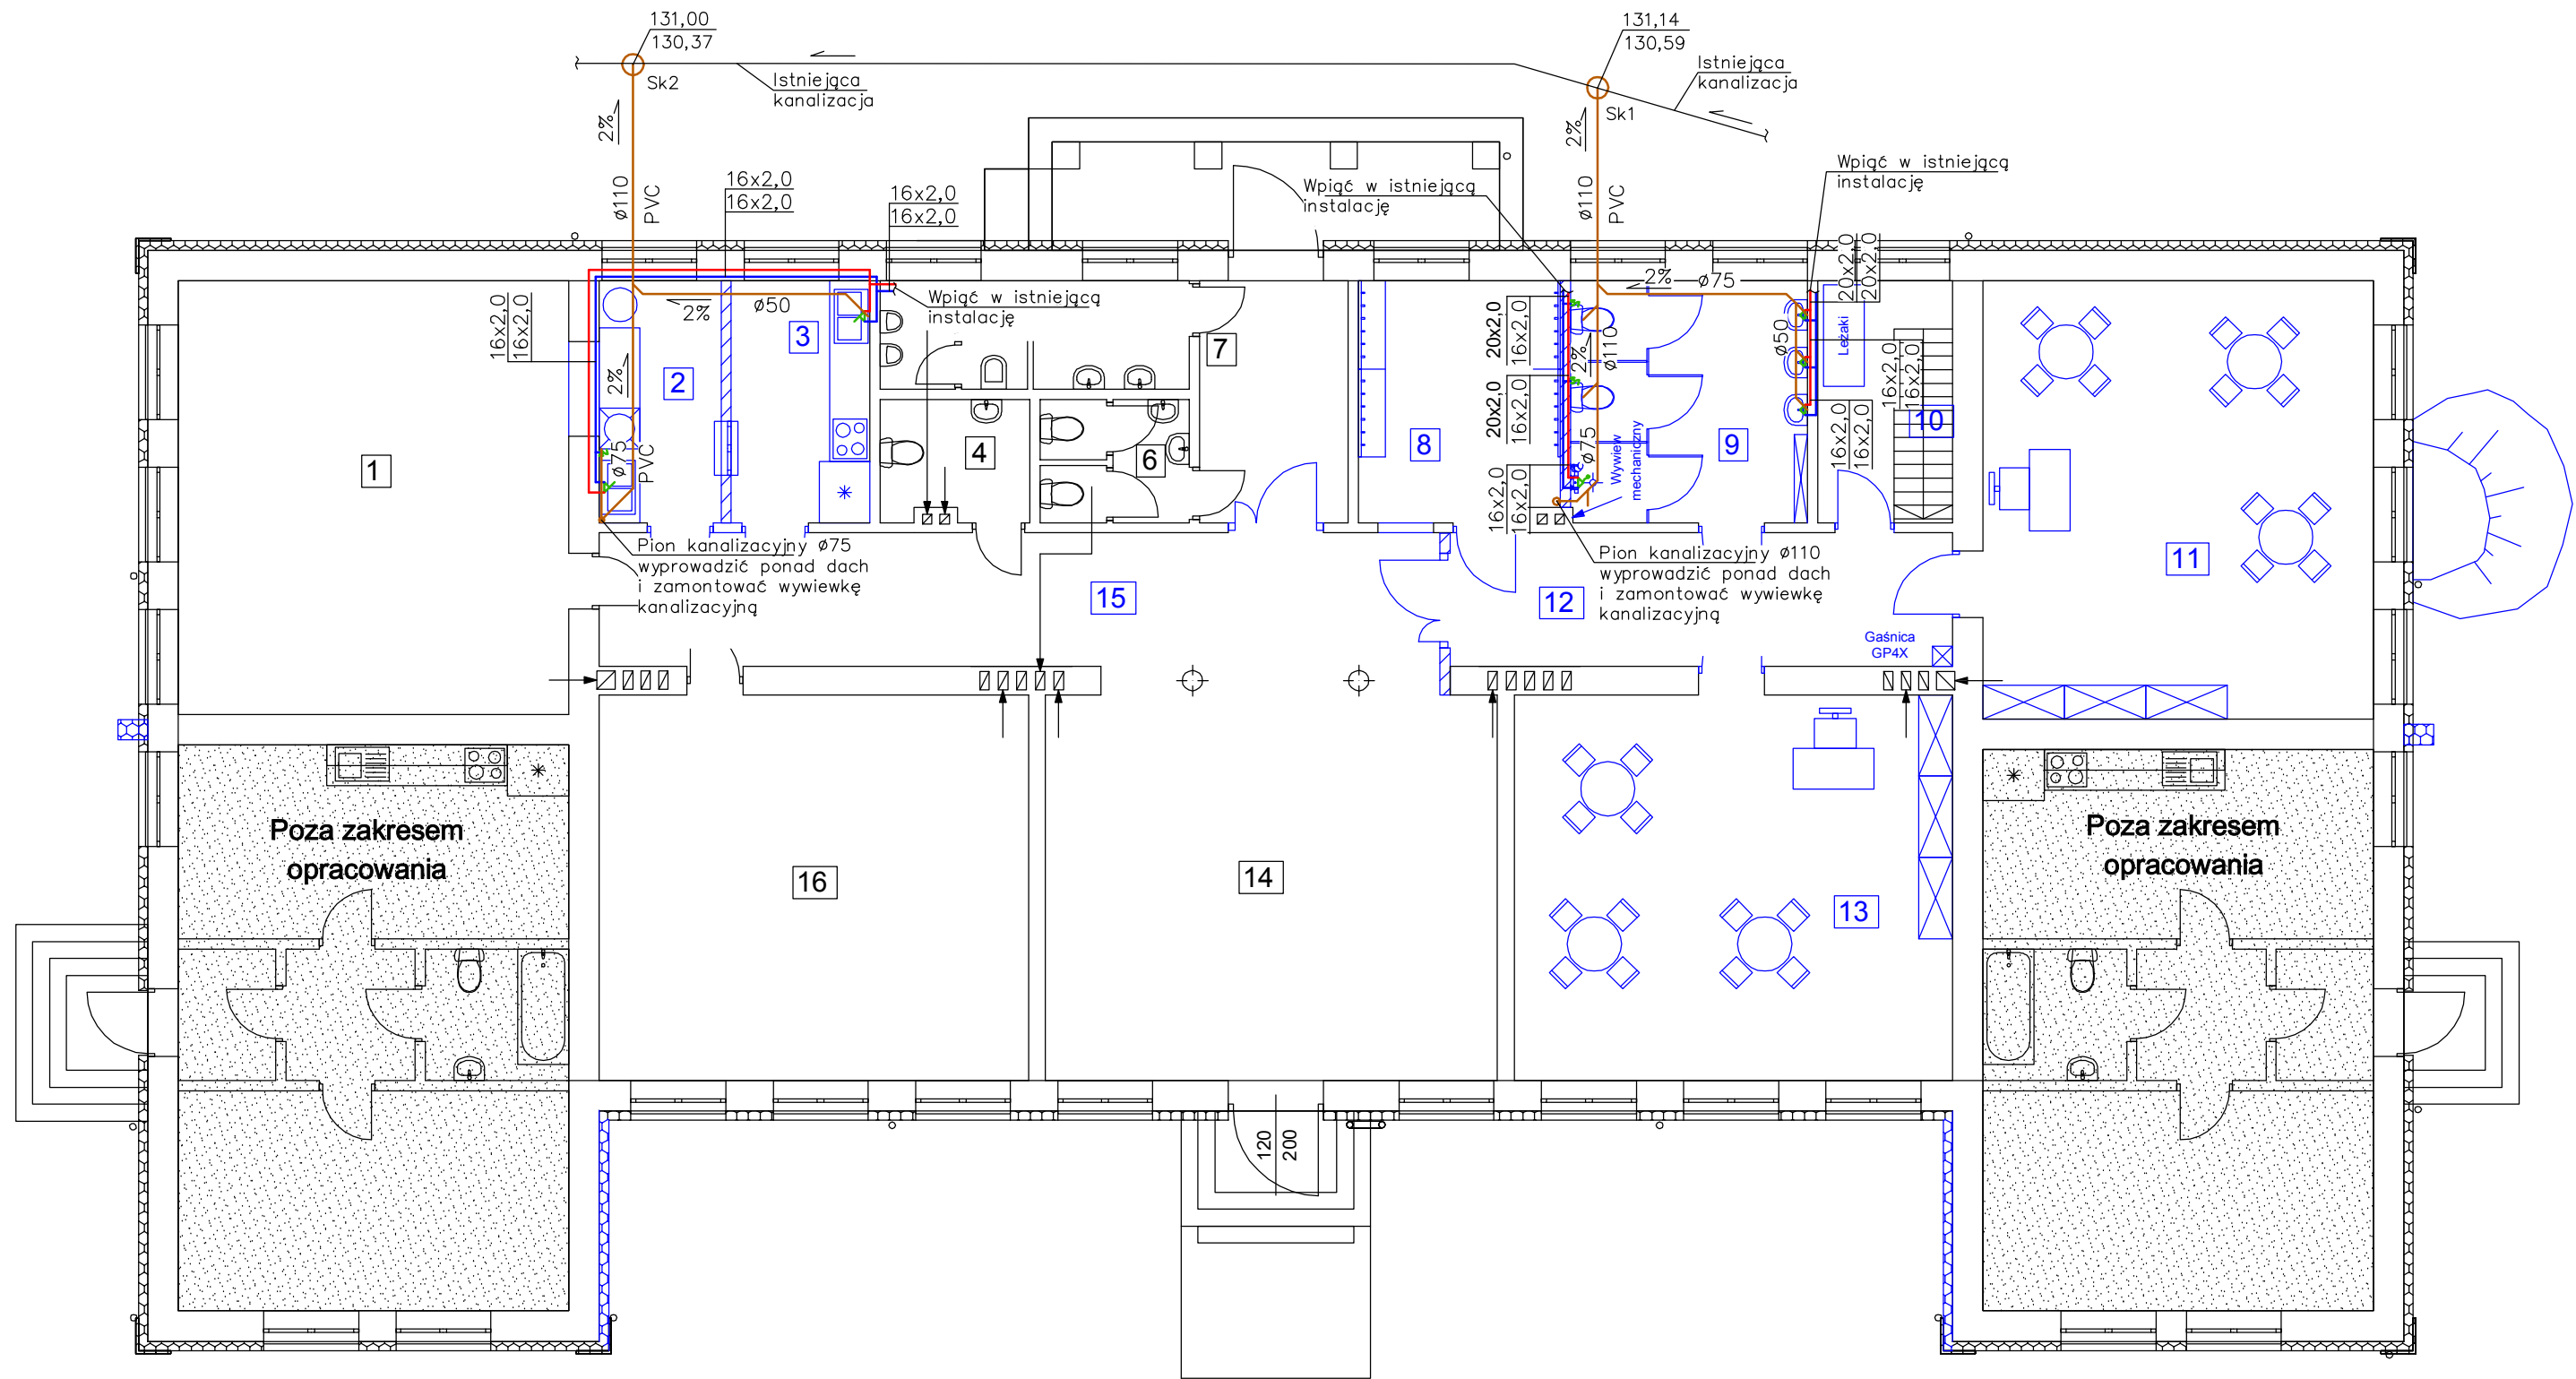 131,00
130,37
Sk2
Istniejąca
kanalizacja
131,14
130,59
Sk1
Istniejąca
kanalizacja
2%
2%
ø110
PVC
ø110
PVC
16x2,0
16x2,0
16x2,0
16x2,0
Wpiąć w istniejącą
instalację
Wpiąć w istniejącą
instalację
20x2,0
20x2,0
16x2,0
16x2,0
2%
ø50
Wpiąć w istniejącą
instalację
2%
ø75
3
7
2
2%
ø75
PVC
20x2,0
16x2,0
2%
ø110
ø50
Leżaki
16x2,0
16x2,0
20x2,0
16x2,0
1
4
6
8
ø75
Wywiew
mechaniczny
9
16x2,0
16x2,0
10
16x2,0
16x2,0
Pion kanalizacyjny ø75
wyprowadzić ponad dach
i zamontować wywiewkę
kanalizacyjną
Pion kanalizacyjny ø110
wyprowadzić ponad dach
i zamontować wywiewkę
kanalizacyjną
11
15
12
Gaśnica
GP4X
Poza zakresem
opracowania
16
14
13
Poza zakresem
opracowania
120
200